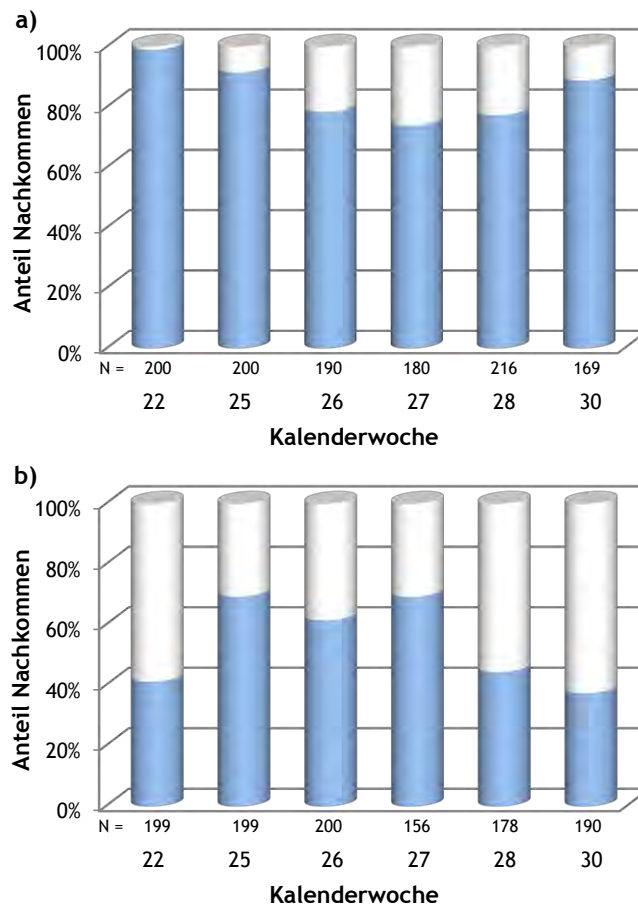 a)
100%
80%
60%
40%
20%
0%
Anteil Nachkommen
N = 200 200 190 180 216 169
22 25 26 27 28 30
Kalenderwoche
b)
100%
80%
60%
40%
20%
0%
Anteil Nachkommen
N = 199 199 200 156 178 190
22 25 26 27 28 30
Kalenderwoche